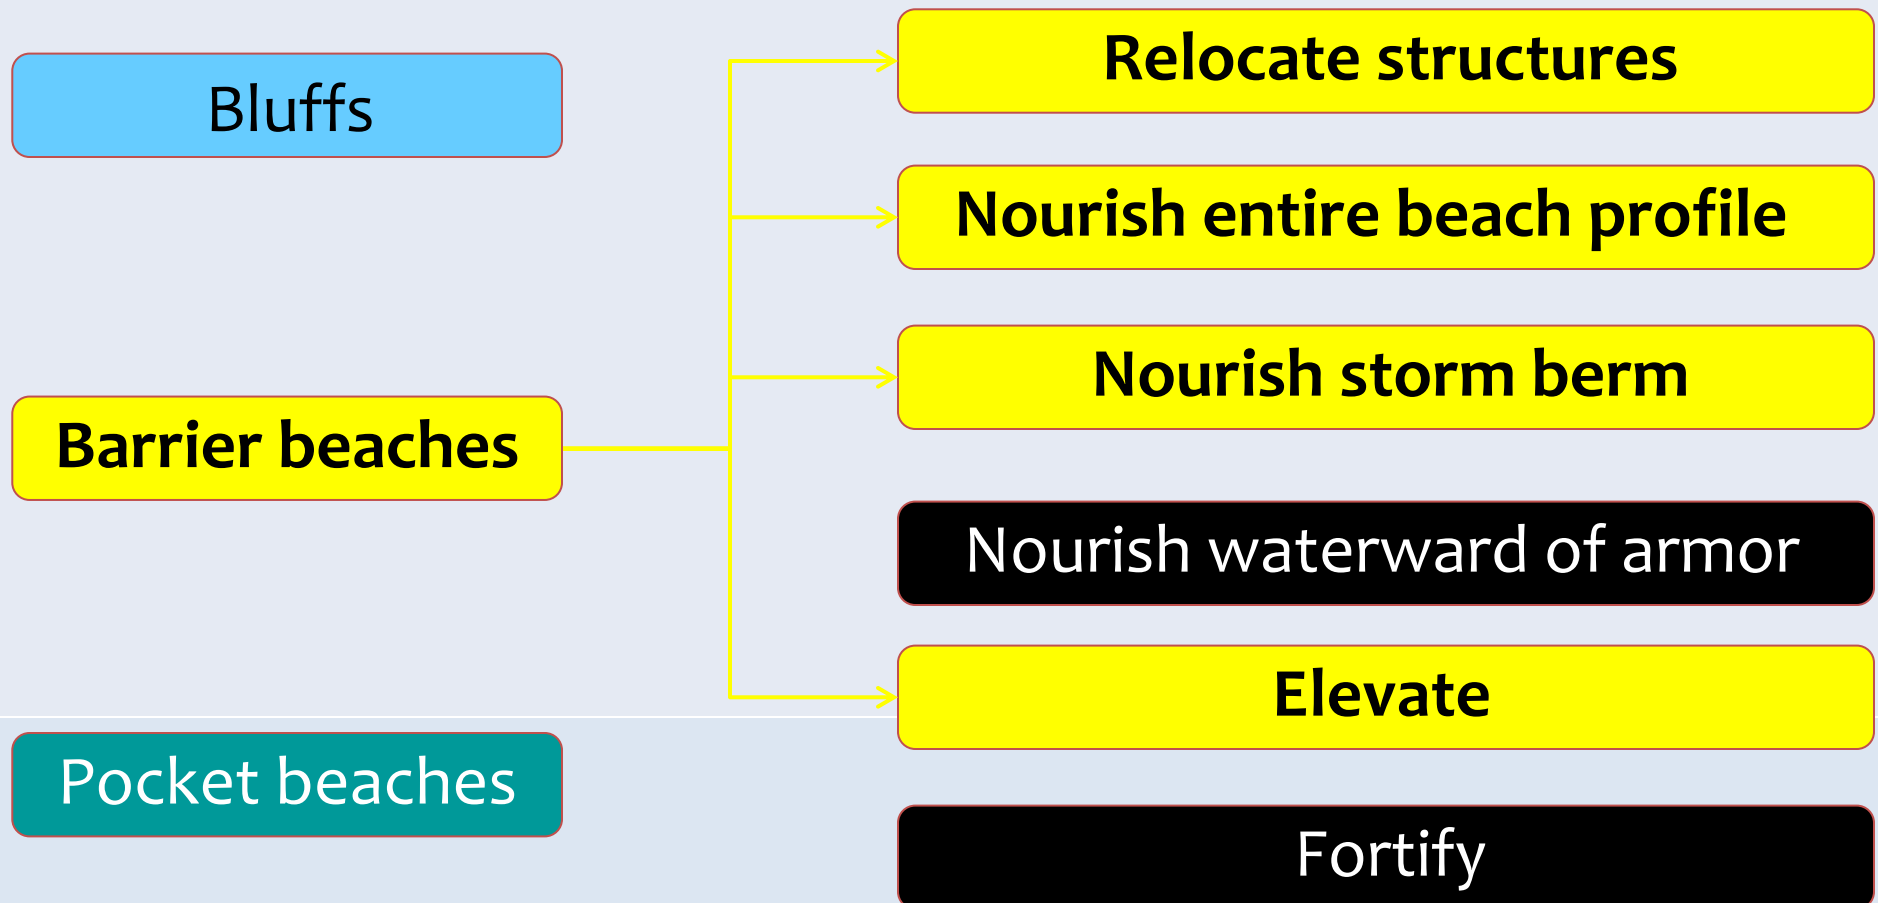 Bluffs
Barrier beaches
Pocket beaches
Relocate structures
Nourish entire beach profile
Nourish storm berm
Nourish waterward of armor
Elevate
Fortify